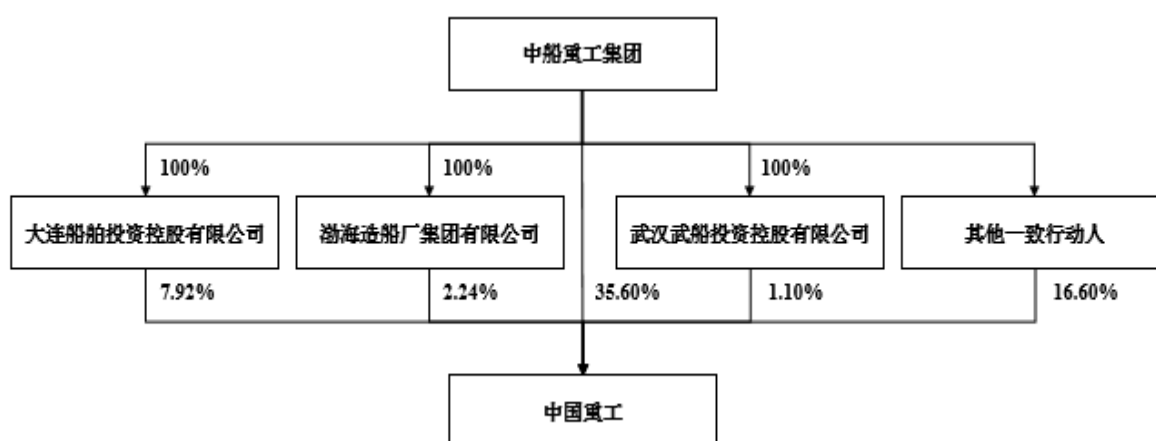 中船重工集团
100%
100%
100%
大连船舶投资控股有限公司
渤海造船厂集团有限公司
武汉武船投资控股有限公司
其他一致行动人
7.92%
2.24%
35.60%
1.10%
16.60%
中国重工